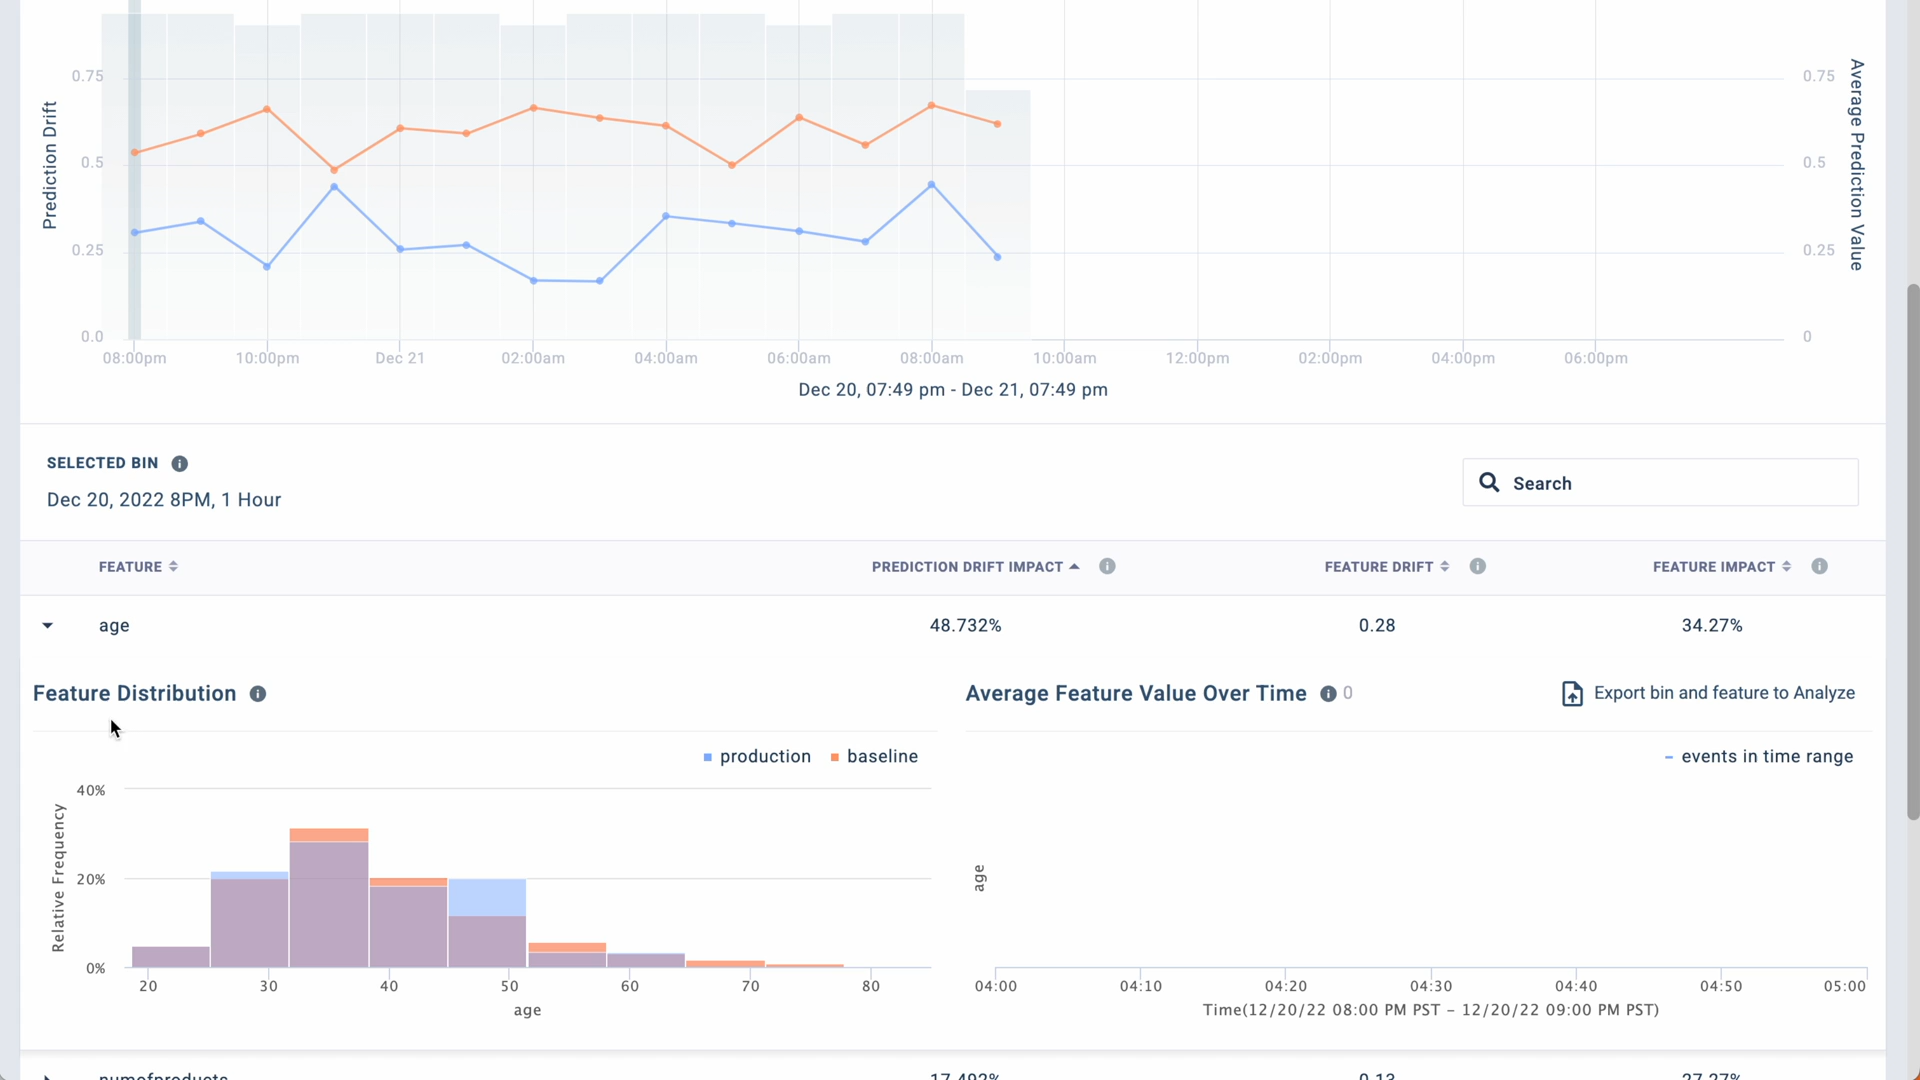 0.75
0.75
Prediction Drift
Average Prediction Value
0.5
0.5
0.25
0.25
0.0
0
08:00pm 10:00pm Dec 21 02:00am 04:00am 06:00am 08:00am 10:00am 12:00pm 02:00pm 04:00pm 06:00pm
Dec 20, 07:49 pm - Dec 21, 07:49 pm
SELECTED BIN
Dec 20, 2022 8PM, 1 Hour
Search
FEATURE PREDICTION DRIFT IMPACT FEATURE DRIFT FEATURE IMPACT
age 48.732% 0.28 34.27%
Feature Distribution
Average Feature Value Over Time 0
Export bin and feature to Analyze
production baseline
events in time range
40%
20%
0%
Relative Frequency
20 30 40 50 60 70 80
age
age
04:00 04:10 04:20 04:30 04:40 04:50 05:00
Time(12/20/22 08:00 PM PST – 12/20/22 09:00 PM PST)
numofproducts 17.492% 0.13 27.27%